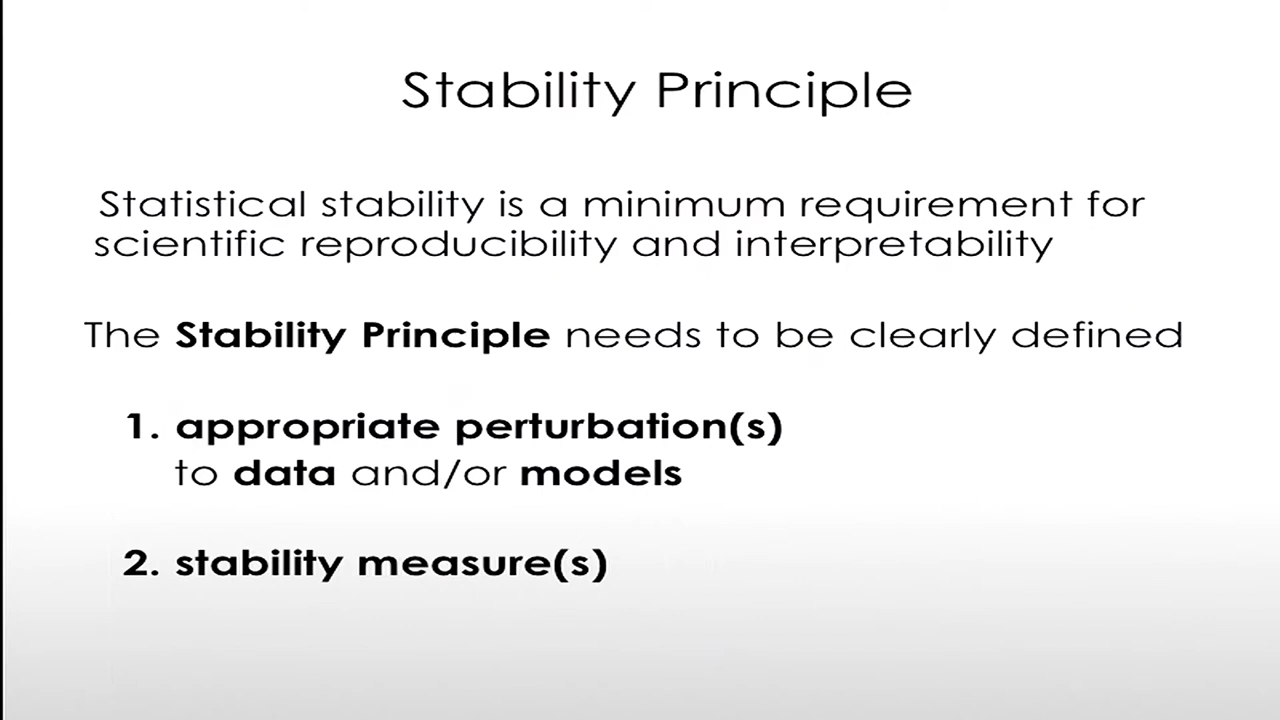 Stability Principle
Statistical stability is a minimum requirement for
scientific reproducibility and interpretability
The Stability Principle needs to be clearly defined
1. appropriate perturbation(s)
to data and/or models
2. stability measure(s)